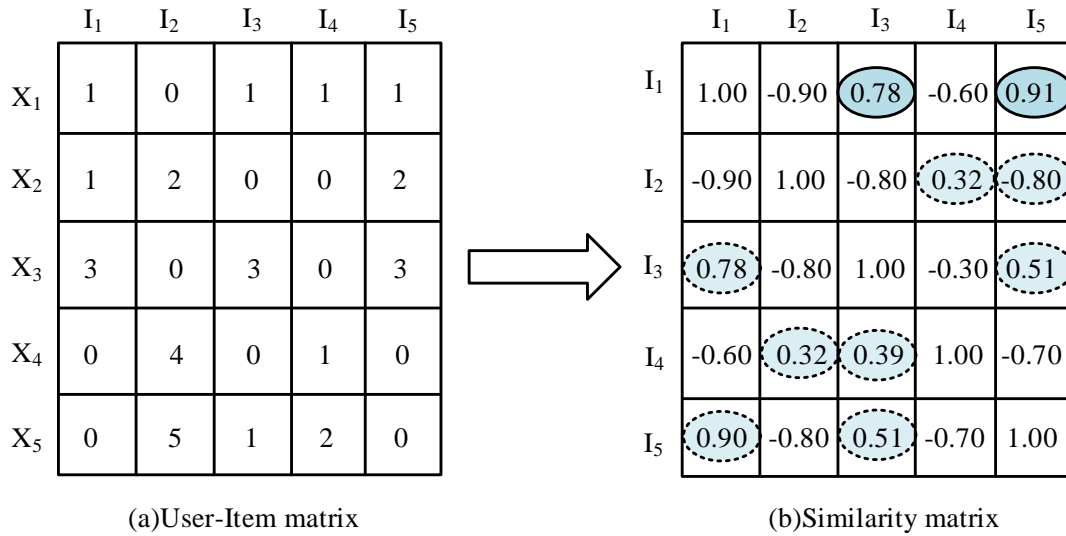 I1 I2 I3 I4 I5 I1 I2 I3 I4 I5
X1 1 0 1 1 1 I1 1.00 -0.90 0.78 -0.60 0.91
X2 1 2 0 0 2 I2 -0.90 1.00 -0.80 0.32 -0.80
X3 3 0 3 0 3 I3 0.78 -0.80 1.00 -0.30 0.51
X4 0 4 0 1 0 I4 -0.60 0.32 0.39 1.00 -0.70
X5 0 5 1 2 0 I5 0.90 -0.80 0.51 -0.70 1.00
(a)User-Item matrix (b)Similarity matrix